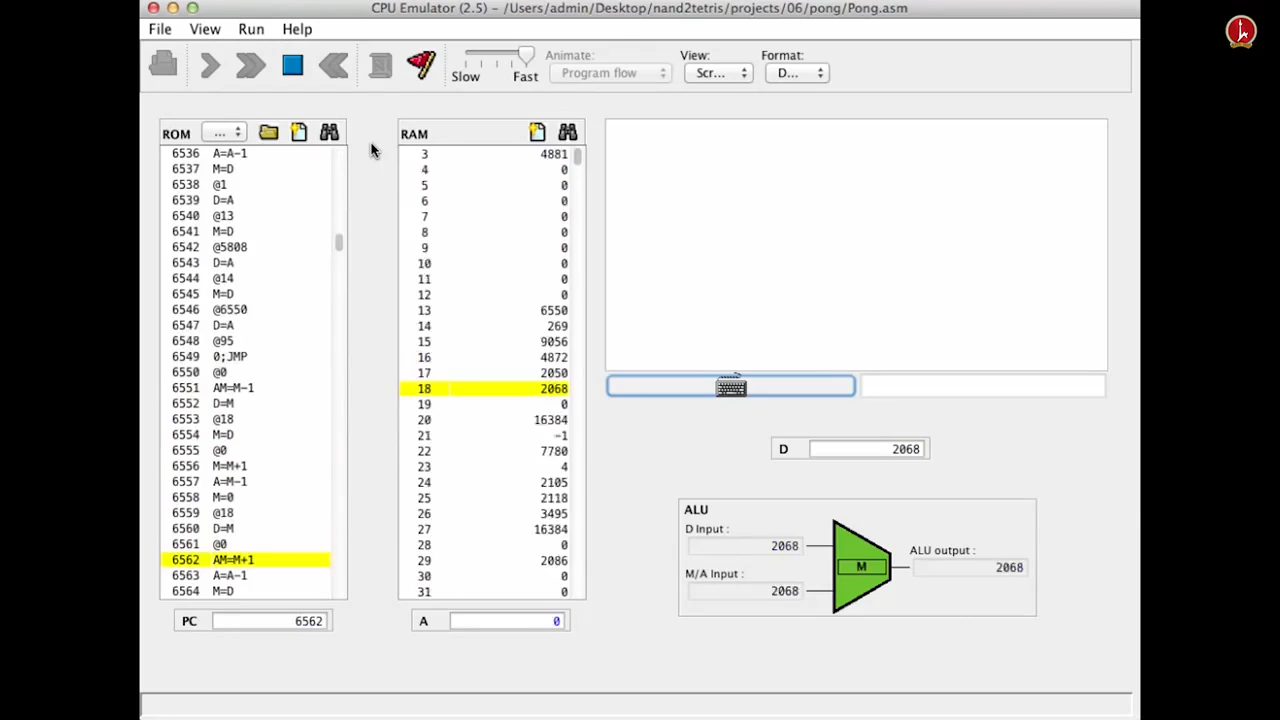 CPU Emulator (2.5) - /Users/admin/Desktop/nand2tetris/projects/06/pong/Pong.asm
File View Run Help
Slow Fast
Animate:
Program flow
View:
Scr...
Format:
D...
ROM ...
6536 A=A-1
6537 M=D
6538 @1
6539 D=A
6540 @13
6541 M=D
6542 @5808
6543 D=A
6544 @14
6545 M=D
6546 @6550
6547 D=A
6548 @95
6549 0;JMP
6550 @0
6551 AM=M-1
6552 D=M
6553 @18
6554 M=D
6555 @0
6556 M=M+1
6557 A=M-1
6558 M=0
6559 @18
6560 D=M
6561 @0
6562 AM=M+1
6563 A=A-1
6564 M=D
PC 6562
RAM
3 4881
4 0
5 0
6 0
7 0
8 0
9 0
10 0
11 0
12 0
13 6550
14 269
15 9056
16 4872
17 2050
18 2068
19 0
20 16384
21 -1
22 7780
23 4
24 2105
25 2118
26 3495
27 16384
28 0
29 2086
30 0
31 0
A 0
D 2068
ALU
D Input :
2068
M/A Input :
2068
M
ALU output :
2068